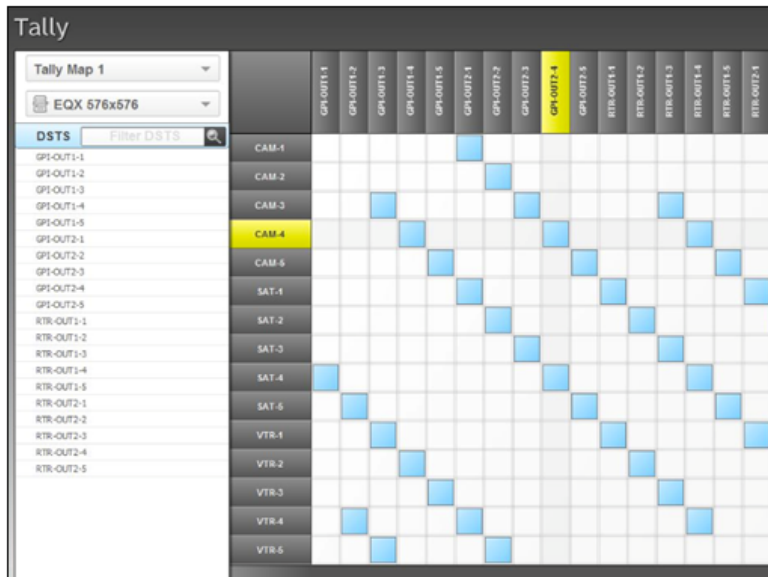 Tally
Tally Map 1
EQX 576x576
DSTS Filter DSTS
GPI-OUT1-1
GPI-OUT1-2
GPI-OUT1-3
GPI-OUT1-4
GPI-OUT1-5
GPI-OUT2-1
GPI-OUT2-2
GPI-OUT2-3
GPI-OUT2-4
GPI-OUT2-5
RTR-OUT1-1
RTR-OUT1-2
RTR-OUT1-3
RTR-OUT1-4
RTR-OUT1-5
RTR-OUT2-1
RTR-OUT2-2
RTR-OUT2-3
RTR-OUT2-4
RTR-OUT2-5
GPI-OUT1-1
GPI-OUT1-2
GPI-OUT1-3
GPI-OUT1-4
GPI-OUT1-5
GPI-OUT2-1
GPI-OUT2-2
GPI-OUT2-3
GPI-OUT2-4
GPI-OUT2-5
RTR-OUT1-1
RTR-OUT1-2
RTR-OUT1-3
RTR-OUT1-4
RTR-OUT1-5
RTR-OUT2-1
CAM-1
CAM-2
CAM-3
CAM-4
CAM-5
SAT-1
SAT-2
SAT-3
SAT-4
SAT-5
VTR-1
VTR-2
VTR-3
VTR-4
VTR-5